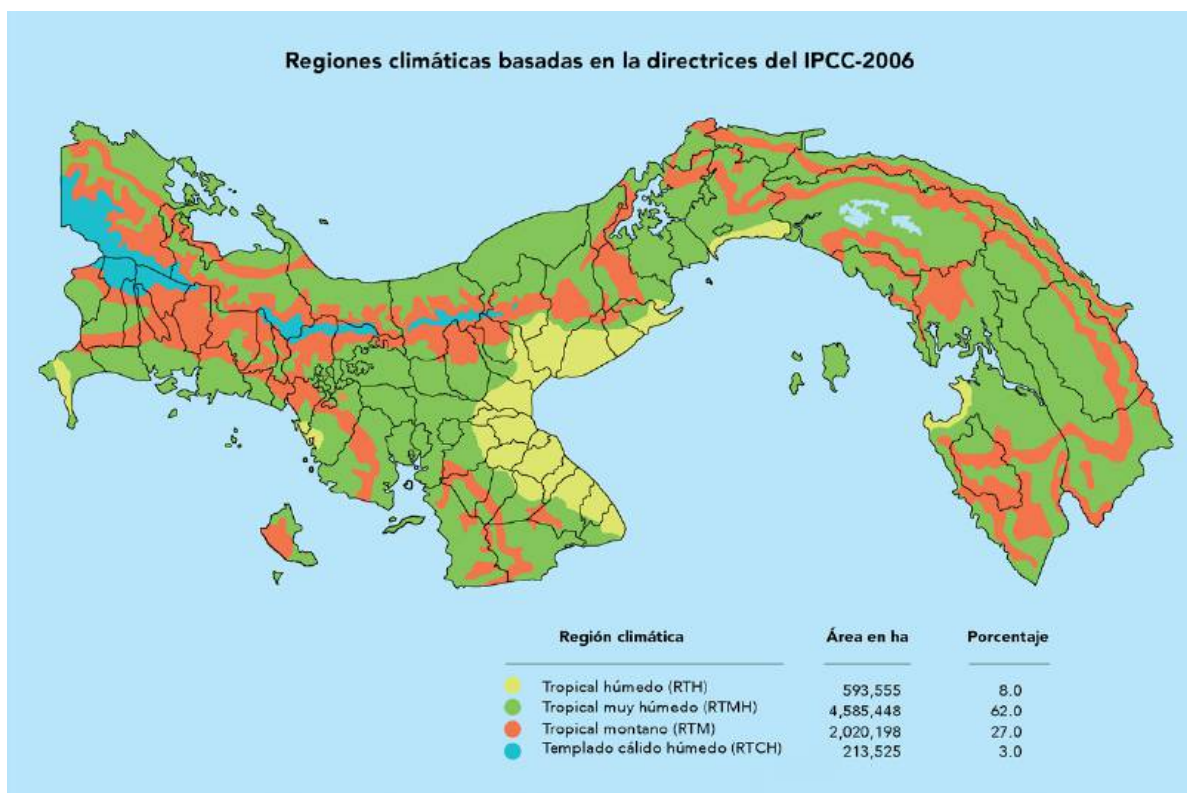 Regiones climáticas basadas en la directrices del IPCC-2006
Región climática Área en ha Porcentaje
Tropical húmedo (RTH) 593,555 8.0
Tropical muy húmedo (RTMH) 4,585,448 62.0
Tropical montano (RTM) 2,020,198 27.0
Templado cálido húmedo (RTCH) 213,525 3.0